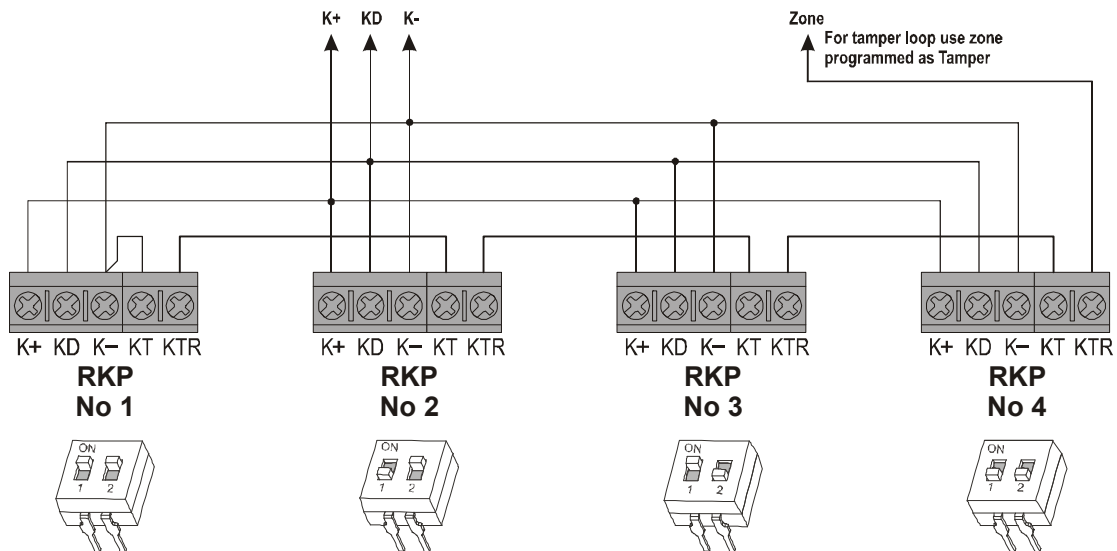 K+ KD K- Zone
For tamper loop use zone
programmed as Tamper
K+ KD K– KT KTR
RKP
No 1
K+ KD K– KT KTR
RKP
No 2
K+ KD K– KT KTR
RKP
No 3
K+ KD K– KT KTR
RKP
No 4
ON
1 2
ON
1 2
ON
1 2
ON
1 2